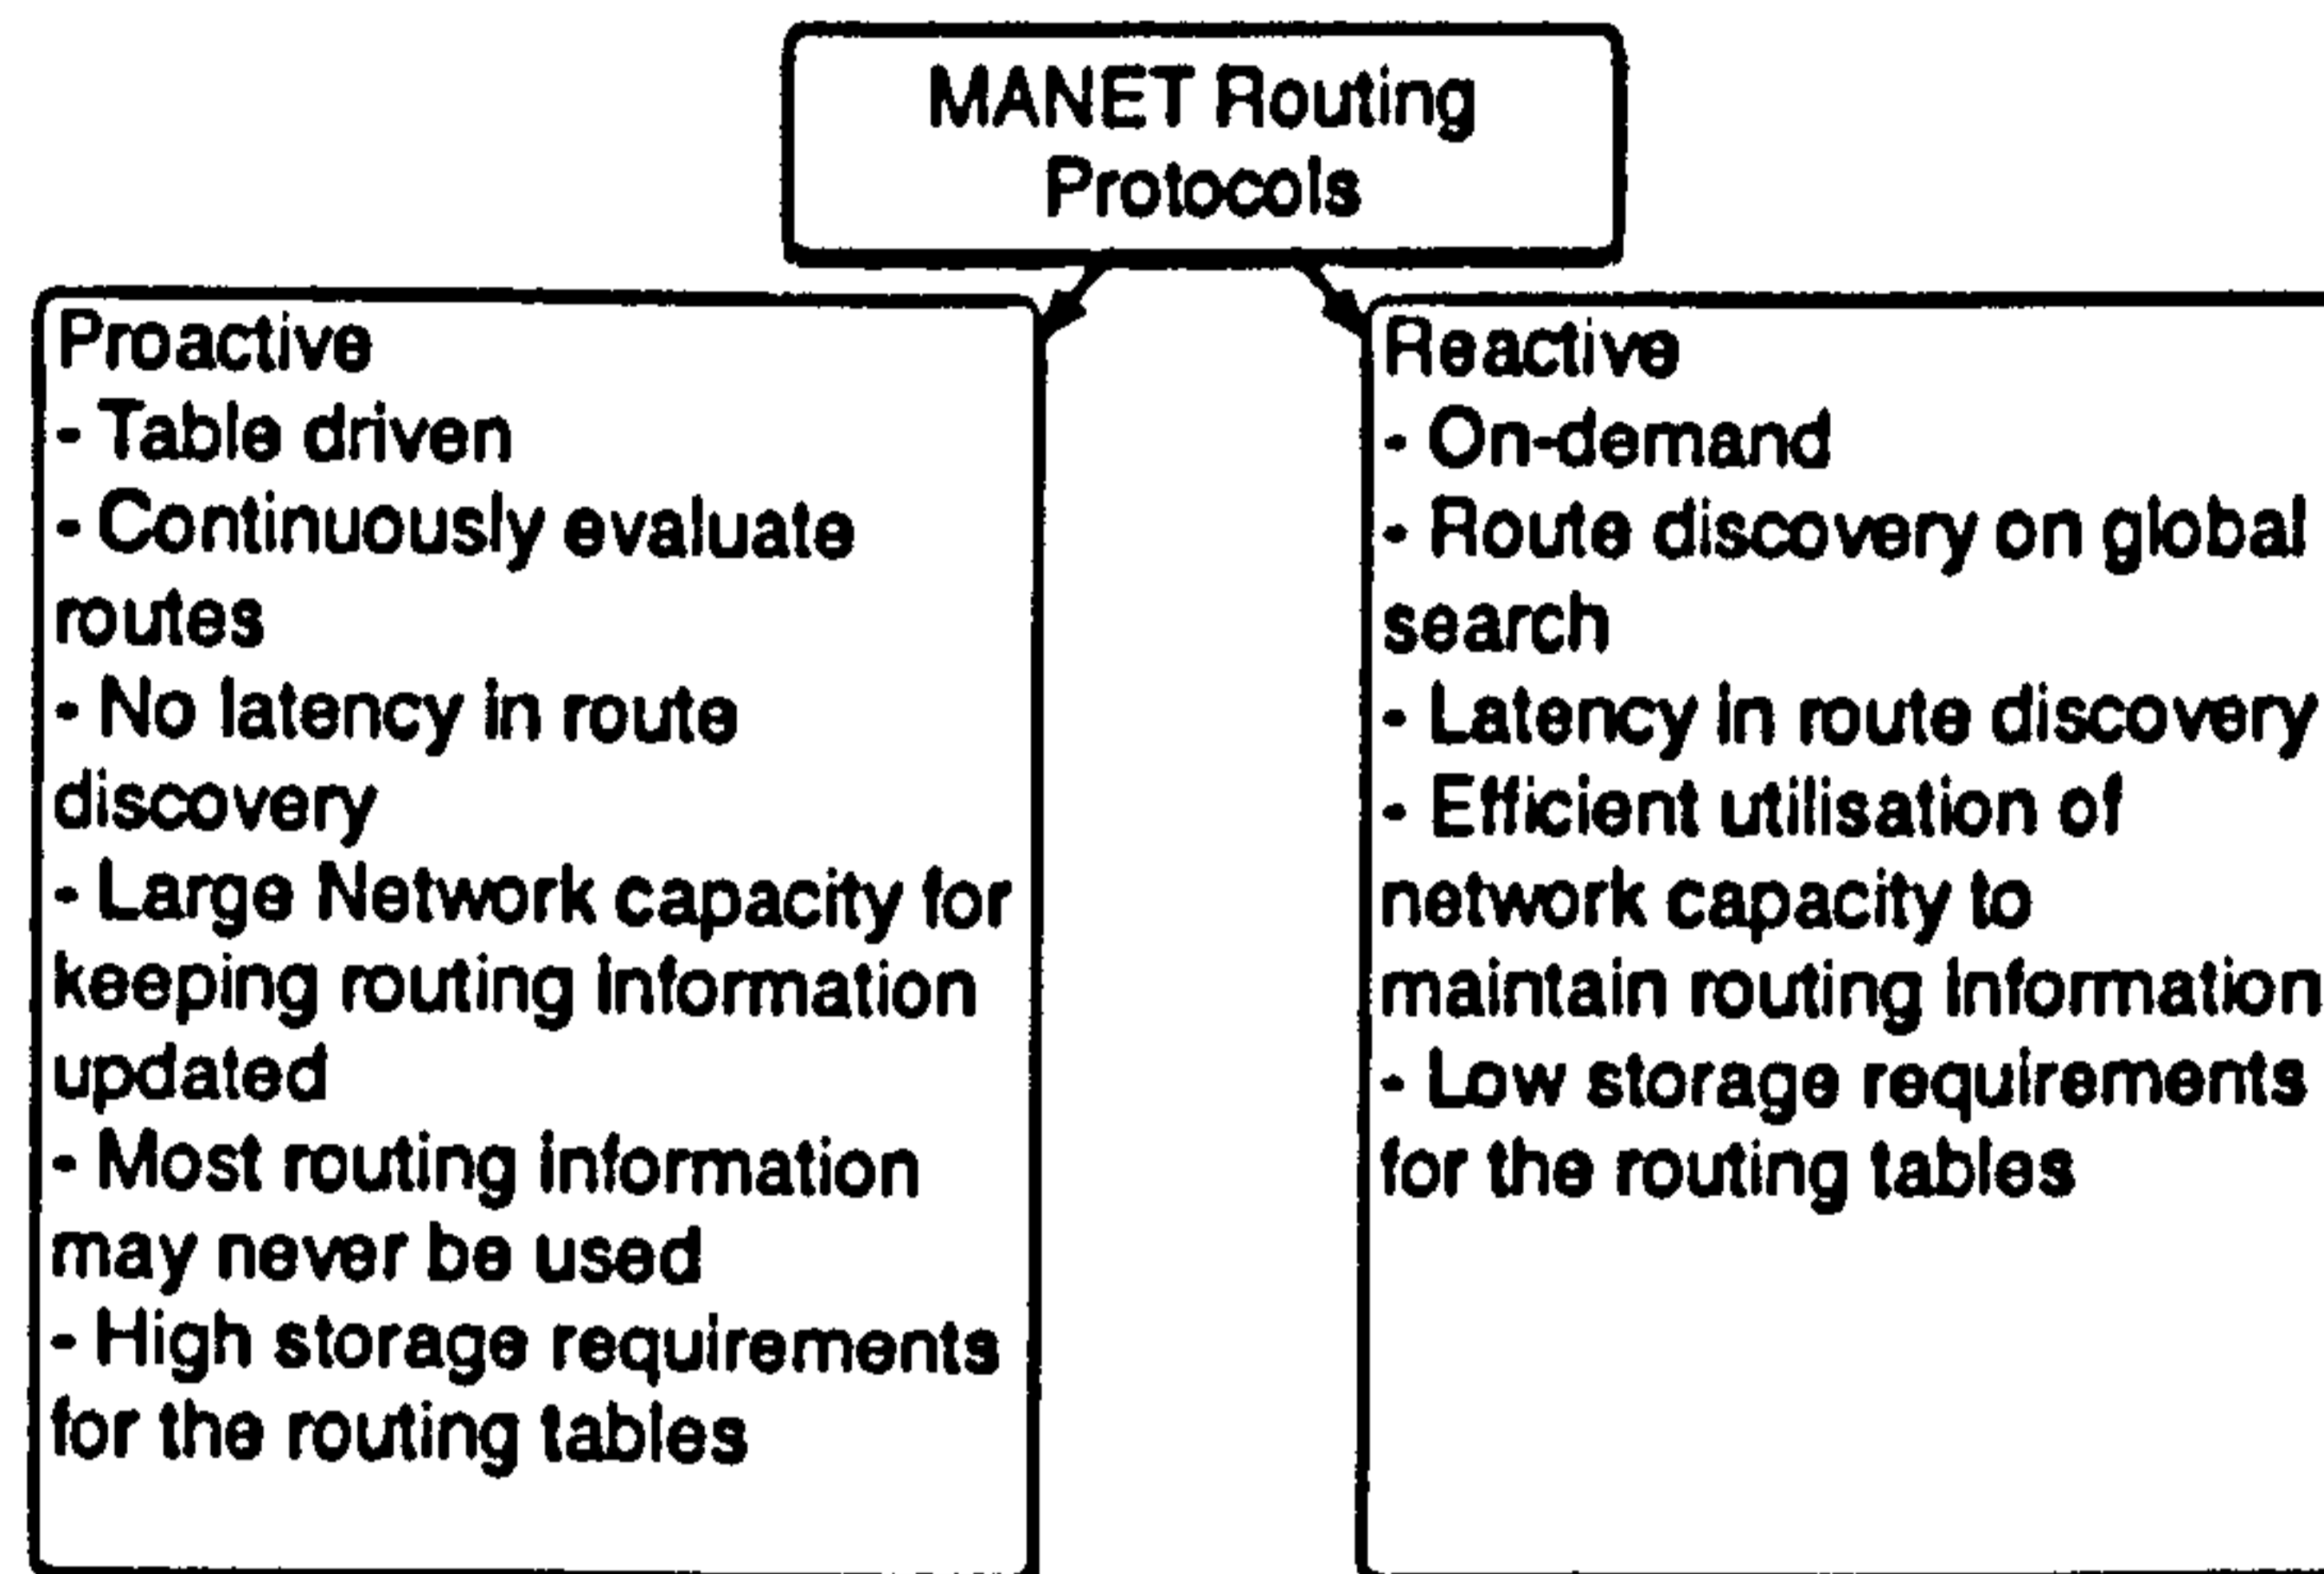 MANET Routing
Protocols
Proactive
- Table driven
- Continuously evaluate
routes
- No latency in route
discovery
- Large Network capacity for
keeping routing information
updated
- Most routing information
may never be used
- High storage requirements
for the routing tables
Reactive
- On-demand
- Route discovery on global
search
- Latency in route discovery
- Efficient utilisation of
network capacity to
maintain routing information
- Low storage requirements
for the routing tables